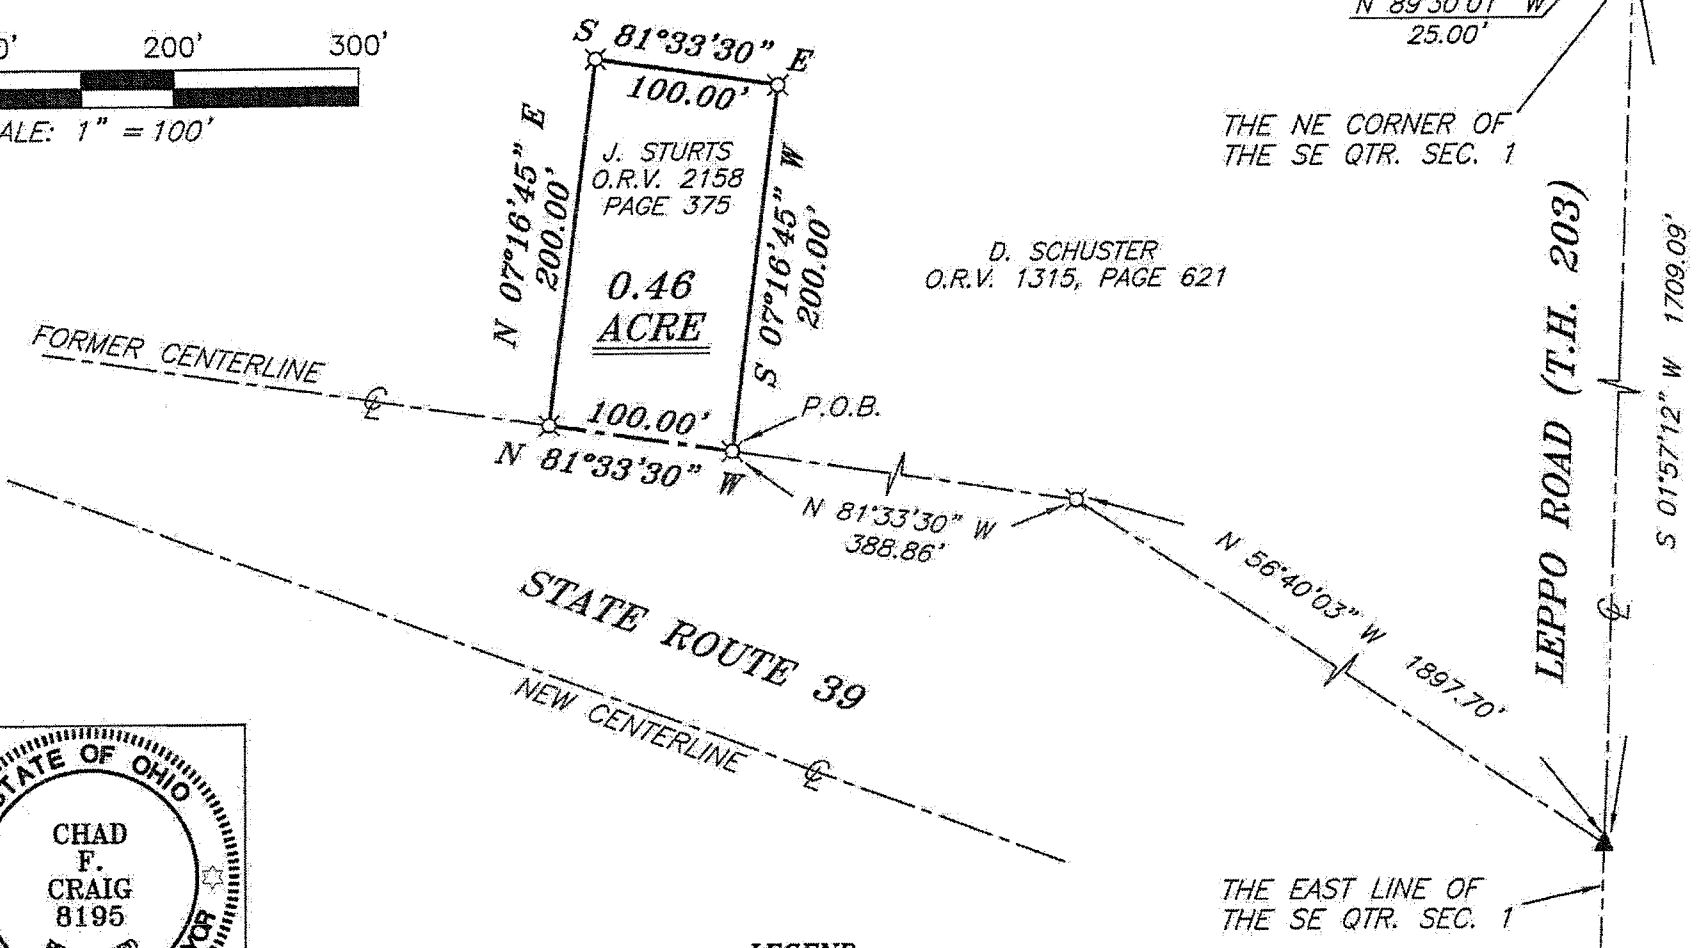 N 89°30'01" W
25.00'
200'
300'
1" = 100'
S 81°33'30" E
100.00'
N 07°16'45" E
200.00'
J. STURTS
O.R.V. 2158
PAGE 375
S 07°16'45" W
200.00'
0.46
ACRE
THE NE CORNER OF
THE SE QTR. SEC. 1
D. SCHUSTER
O.R.V. 1315, PAGE 621
LEPPO ROAD (T.H. 203)
S 01°57'12" W 1709.09'
FORMER CENTERLINE
℄
100.00'
N 81°33'30" W
P.O.B.
N 81°33'30" W
388.86'
N 56°40'03" W 1897.70'
℄
STATE ROUTE 39
NEW CENTERLINE
℄
STATE OF OHIO
CHAD
F.
CRAIG
8195
THE EAST LINE OF
THE SE QTR. SEC. 1
LEGEND